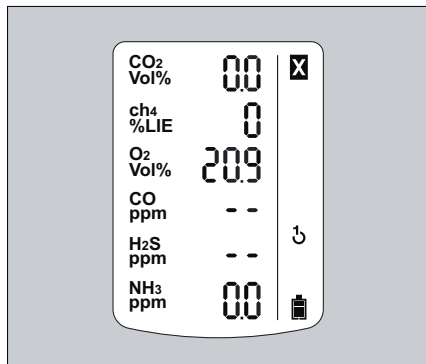 CO2
Vol% 0.0 X
ch4
%LIE 0
O2
Vol% 20.9
CO
ppm - -
H2S
ppm - -
NH3
ppm 0.0